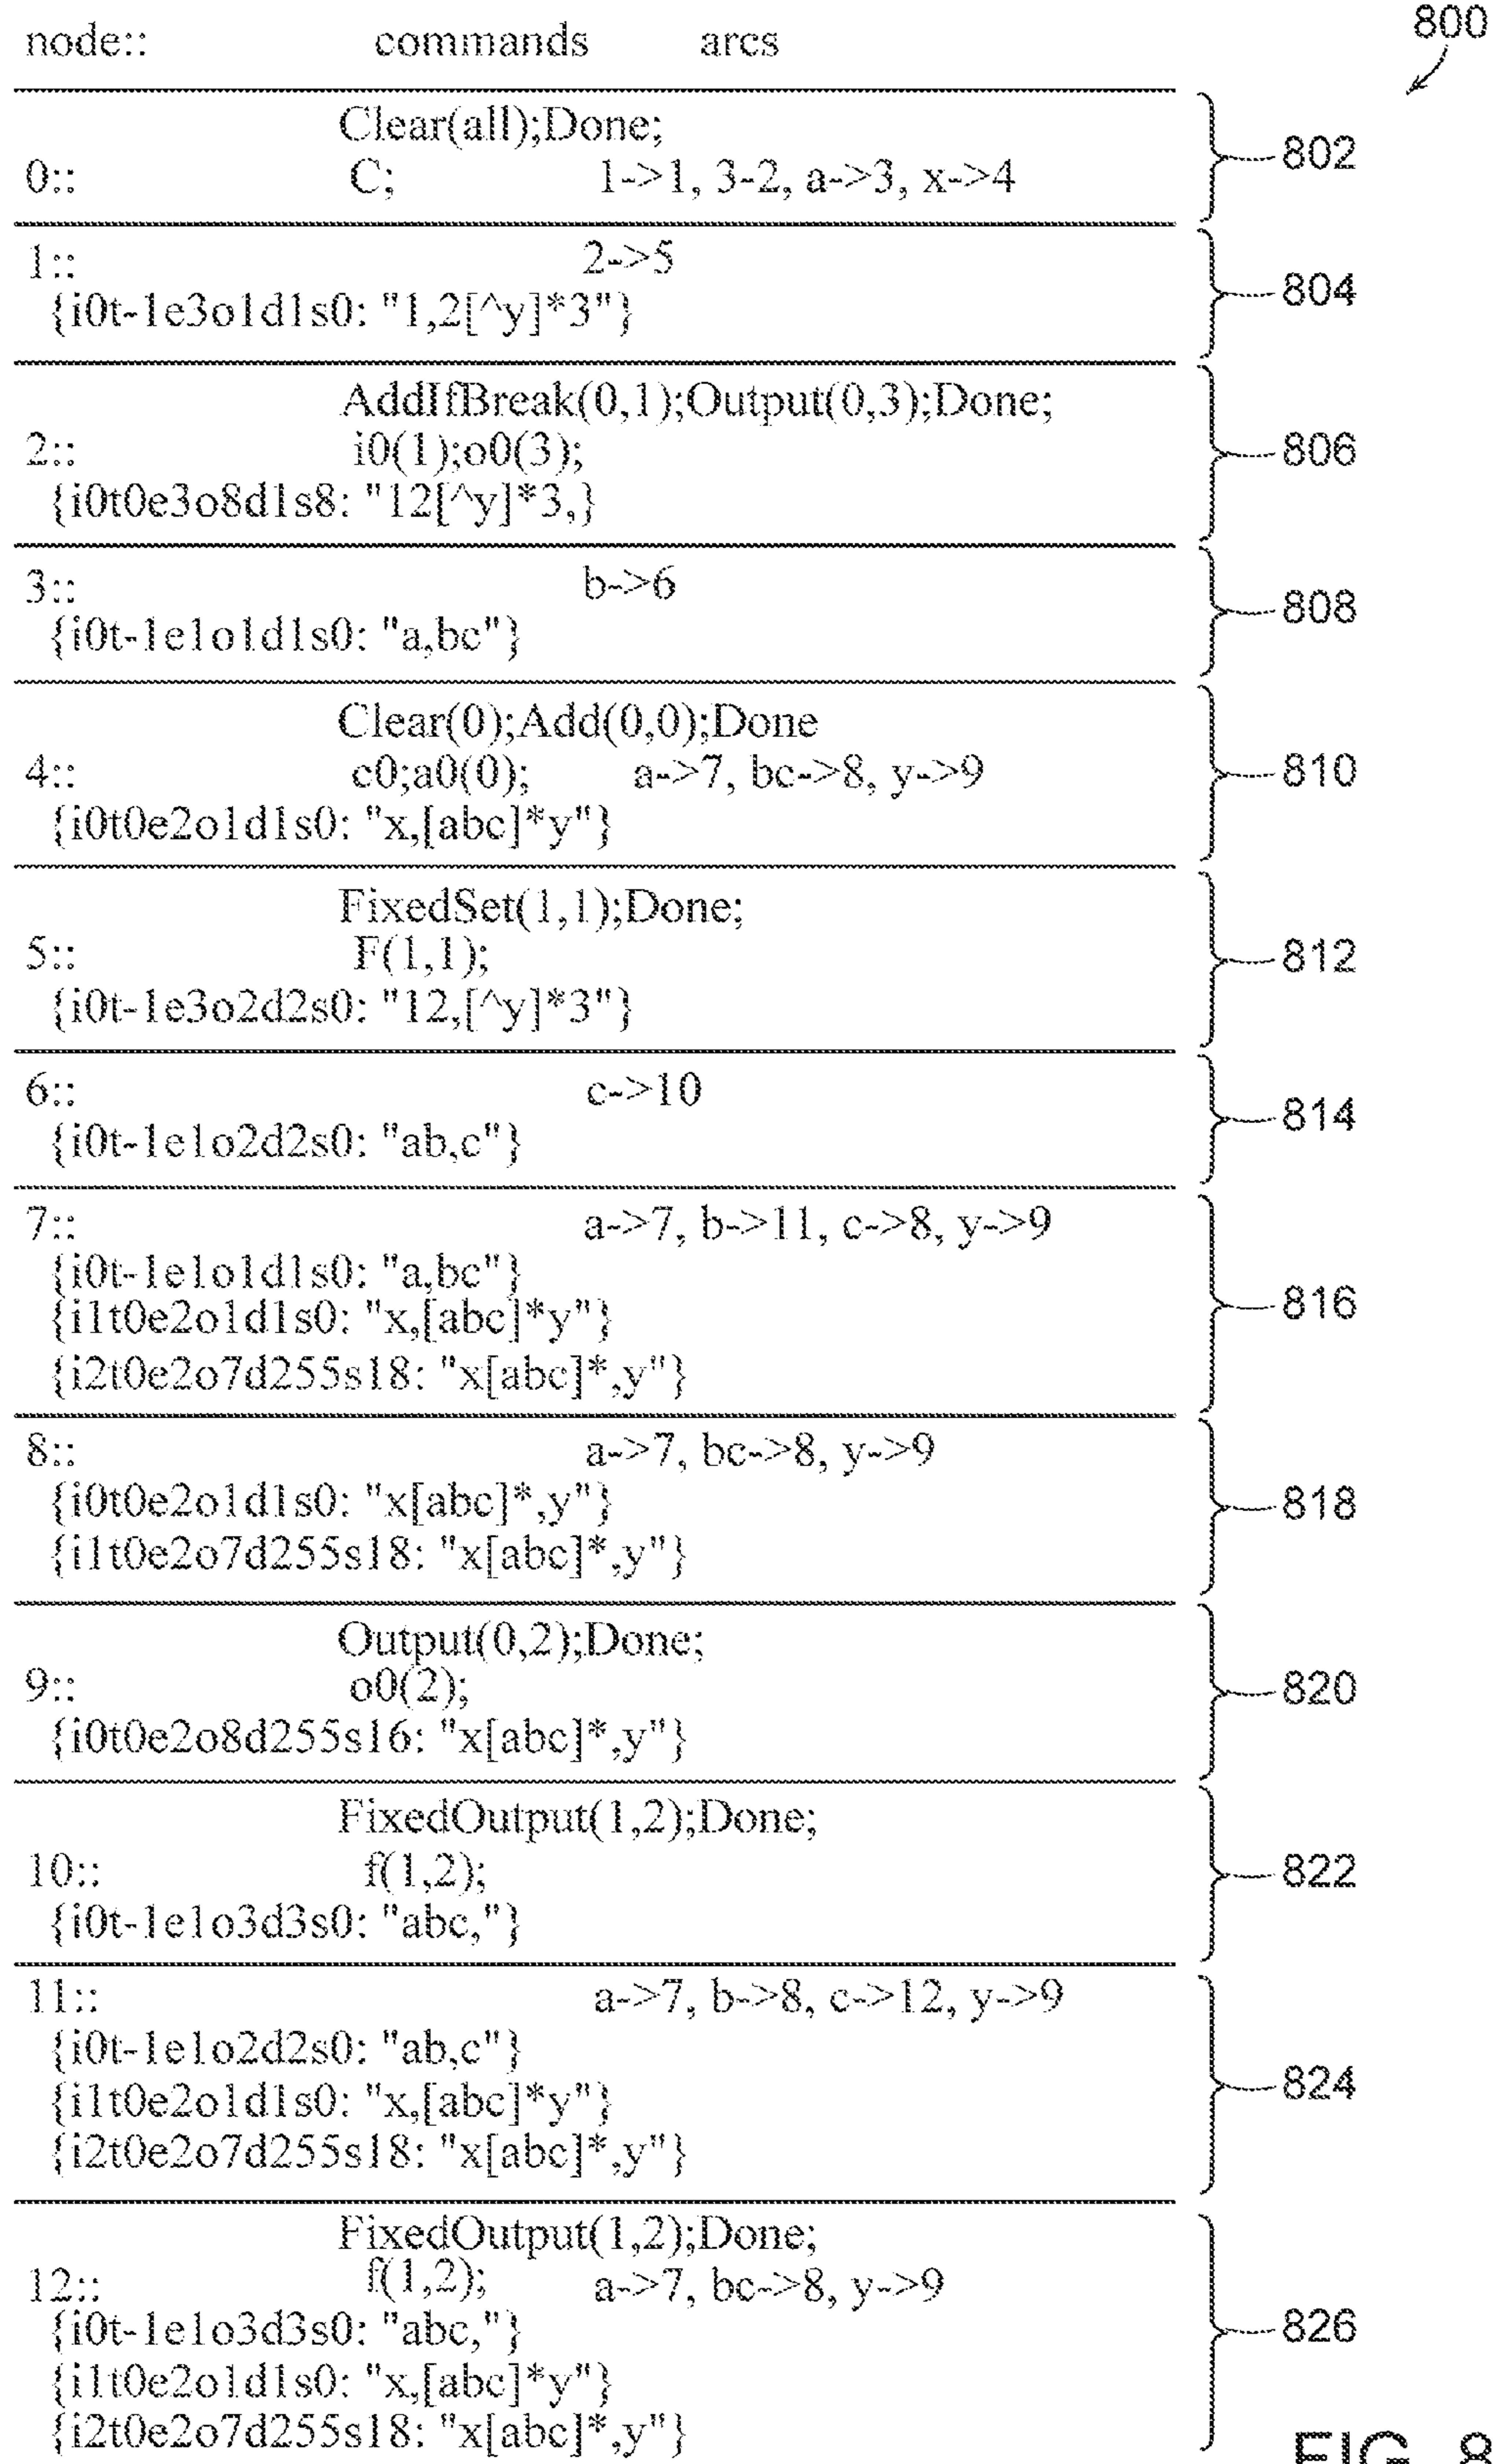 800
node:: commands arcs
Clear(all);Done;
0:: C; 1->1, 3-2, a->3, x->4
802
1:: 2->5
{i0t-1e3o1d1s0: "1,2[^y]*3"}
804
AddIfBreak(0,1);Output(0,3);Done;
2:: i0(1);o0(3);
{i0t0e3o8d1s8: "12[^y]*3,}
806
3:: b->6
{i0t-1e1o1d1s0: "a,bc"}
808
Clear(0);Add(0,0);Done
4:: c0;a0(0); a->7, bc->8, y->9
{i0t0e2o1d1s0: "x,[abc]*y"}
810
FixedSet(1,1);Done;
5:: F(1,1);
{i0t-1e3o2d2s0: "12,[^y]*3"}
812
6:: c->10
{i0t-1e1o2d2s0: "ab,c"}
814
7:: a->7, b->11, c->8, y->9
{i0t-1e1o1d1s0: "a,bc"}
{i1t0e2o1d1s0: "x,[abc]*y"}
{i2t0e2o7d255s18: "x[abc]*,y"}
816
8:: a->7, bc->8, y->9
{i0t0e2o1d1s0: "x[abc]*,y"}
{i1t0e2o7d255s18: "x[abc]*,y"}
818
Output(0,2);Done;
9:: o0(2);
{i0t0e2o8d255s16: "x[abc]*,y"}
820
FixedOutput(1,2);Done;
10:: f(1,2);
{i0t-1e1o3d3s0: "abc,"}
822
11:: a->7, b->8, c->12, y->9
{i0t-1e1o2d2s0: "ab,c"}
{i1t0e2o1d1s0: "x,[abc]*y"}
{i2t0e2o7d255s18: "x[abc]*,y"}
824
FixedOutput(1,2);Done;
12:: f(1,2); a->7, bc->8, y->9
{i0t-1e1o3d3s0: "abc,"}
{i1t0e2o1d1s0: "x,[abc]*y"}
{i2t0e2o7d255s18: "x[abc]*,y"}
826
FIG. 8